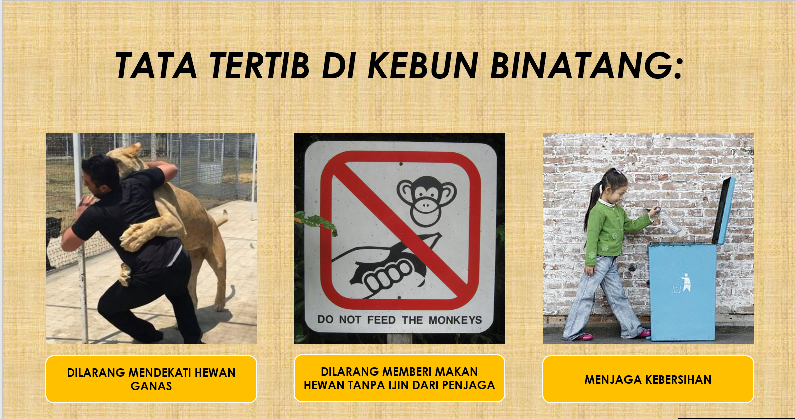 TATA TERTIB DI KEBUN BINATANG:
DO NOT FEED THE MONKEYS
DILARANG MENDEKATI HEWAN
GANAS
DILARANG MEMBERI MAKAN
HEWAN TANPA IJIN DARI PENJAGA
MENJAGA KEBERSIHAN